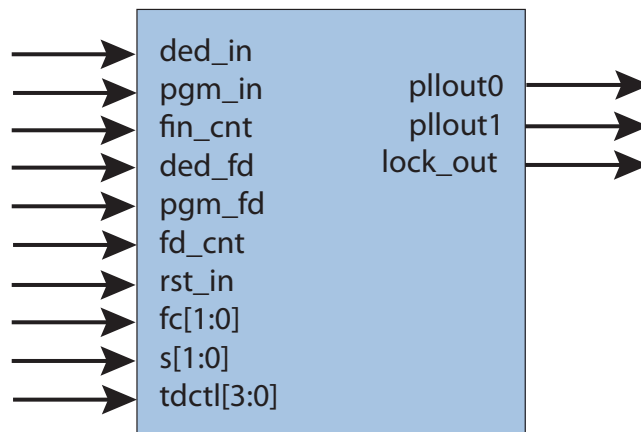 ded_in
pgm_in
fin_cnt
ded_fd
pgm_fd
fd_cnt
rst_in
fc[1:0]
s[1:0]
tdctl[3:0]
pllout0
pllout1
lock_out